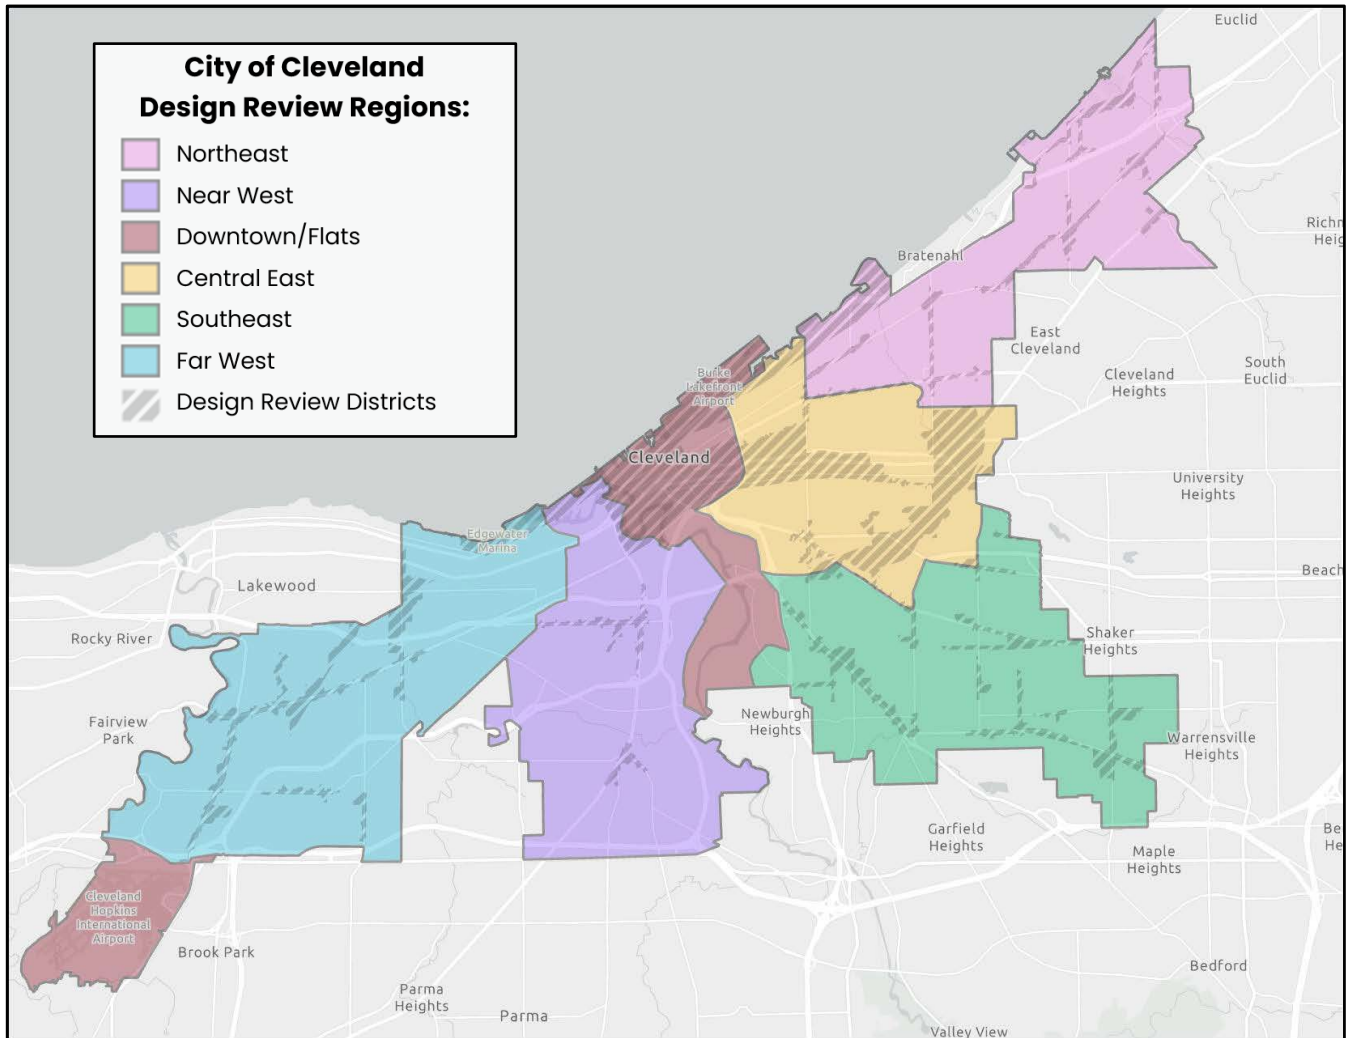 City of Cleveland
Design Review Regions:
Northeast
Near West
Downtown/Flats
Central East
Southeast
Far West
Design Review Districts
Euclid
Bratenahl
East
Cleveland
Cleveland
Heights
South
Euclid
Burke
Lakefront
Airport
Cleveland
University
Heights
Edgewater
Marina
Lakewood
Rocky River
Shaker
Heights
Fairview
Park
Newburgh
Heights
Warrensville
Heights
Garfield
Heights
Maple
Heights
Cleveland
Hopkins
International
Airport
Brook Park
Bedford
Parma
Heights
Parma
Valley View